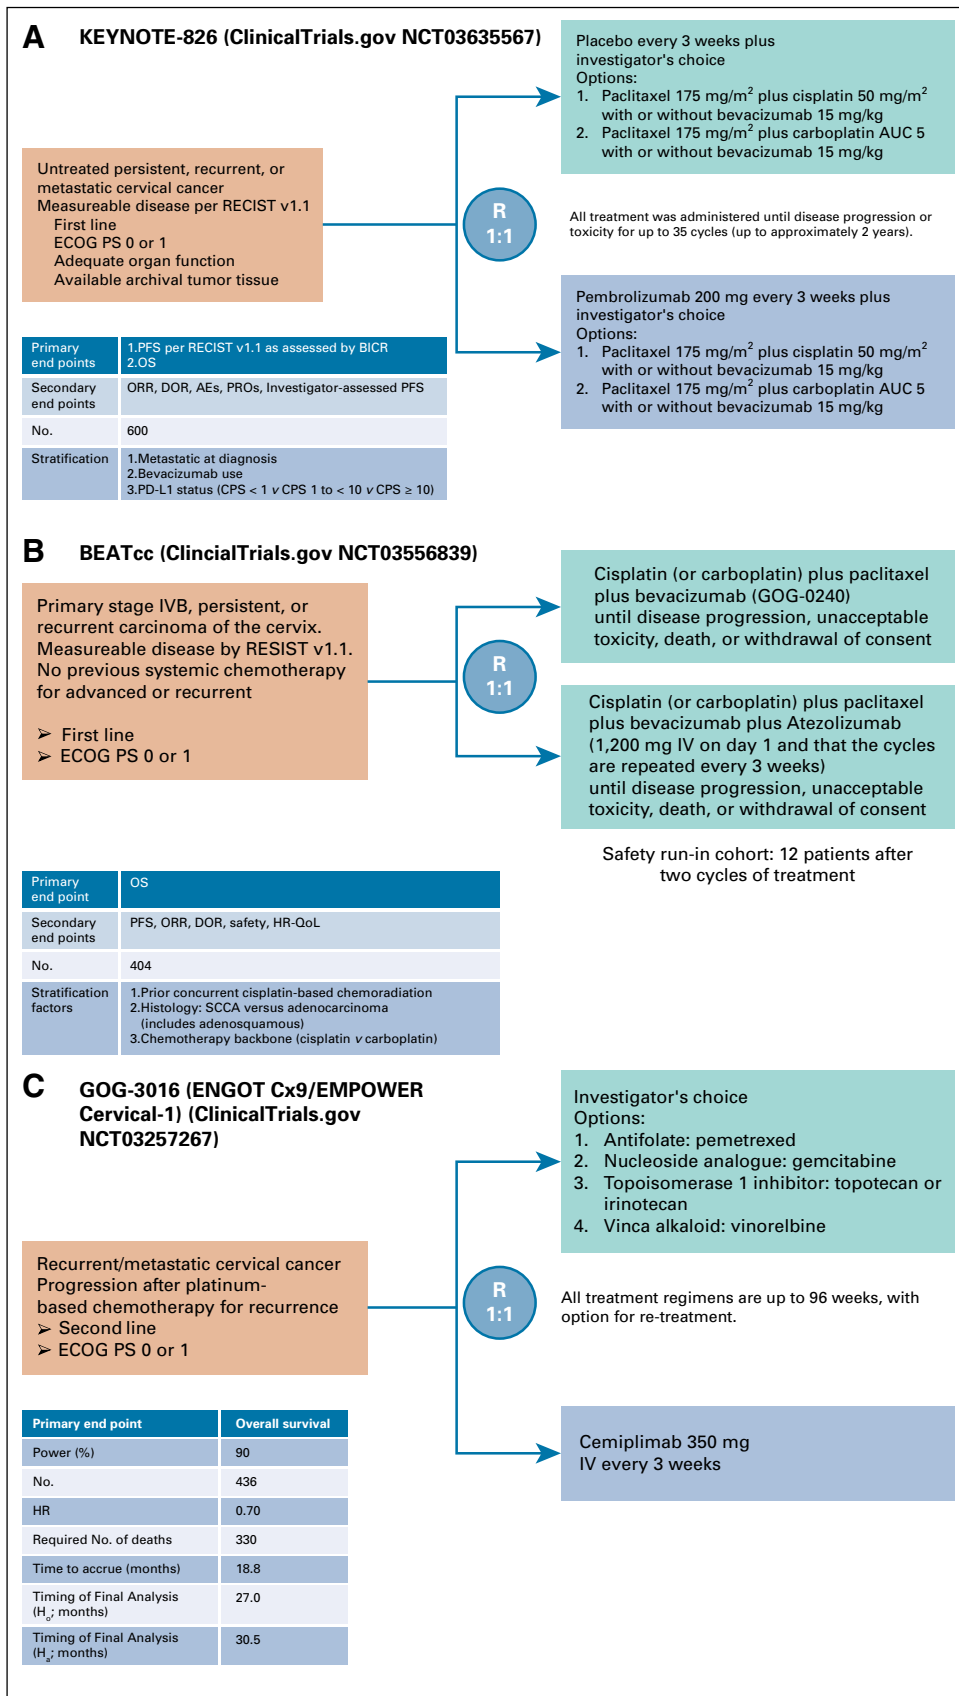 A KEYNOTE-826 (ClinicalTrials.gov NCT03635567)
Untreated persistent, recurrent, or
metastatic cervical cancer
Measureable disease per RECIST v1.1
First line
ECOG PS 0 or 1
Adequate organ function
Available archival tumor tissue
R
1:1
Placebo every 3 weeks plus
investigator's choice
Options:
1. Paclitaxel 175 mg/m² plus cisplatin 50 mg/m²
with or without bevacizumab 15 mg/kg
2. Paclitaxel 175 mg/m² plus carboplatin AUC 5
with or without bevacizumab 15 mg/kg
All treatment was administered until disease progression or
toxicity for up to 35 cycles (up to approximately 2 years).
Pembrolizumab 200 mg every 3 weeks plus
investigator's choice
Options:
1. Paclitaxel 175 mg/m² plus cisplatin 50 mg/m²
with or without bevacizumab 15 mg/kg
2. Paclitaxel 175 mg/m² plus carboplatin AUC 5
with or without bevacizumab 15 mg/kg
Primary end points
1.PFS per RECIST v1.1 as assessed by BICR
2.OS
Secondary end points
ORR, DOR, AEs, PROs, Investigator-assessed PFS
No. 600
Stratification
1.Metastatic at diagnosis
2.Bevacizumab use
3.PD-L1 status (CPS < 1 v CPS 1 to < 10 v CPS ≥ 10)
B BEATcc (ClincialTrials.gov NCT03556839)
Primary stage IVB, persistent, or
recurrent carcinoma of the cervix.
Measureable disease by RESIST v1.1.
No previous systemic chemotherapy
for advanced or recurrent
➢ First line
➢ ECOG PS 0 or 1
R
1:1
Cisplatin (or carboplatin) plus paclitaxel
plus bevacizumab (GOG-0240)
until disease progression, unacceptable
toxicity, death, or withdrawal of consent
Cisplatin (or carboplatin) plus paclitaxel
plus bevacizumab plus Atezolizumab
(1,200 mg IV on day 1 and that the cycles
are repeated every 3 weeks)
until disease progression, unacceptable
toxicity, death, or withdrawal of consent
Safety run-in cohort: 12 patients after
two cycles of treatment
Primary end point
OS
Secondary end points
PFS, ORR, DOR, safety, HR-QoL
No. 404
Stratification factors
1.Prior concurrent cisplatin-based chemoradiation
2.Histology: SCCA versus adenocarcinoma
(includes adenosquamous)
3.Chemotherapy backbone (cisplatin v carboplatin)
C GOG-3016 (ENGOT Cx9/EMPOWER
Cervical-1) (ClinicalTrials.gov
NCT03257267)
Recurrent/metastatic cervical cancer
Progression after platinum-
based chemotherapy for recurrence
➢ Second line
➢ ECOG PS 0 or 1
R
1:1
Investigator's choice
Options:
1. Antifolate: pemetrexed
2. Nucleoside analogue: gemcitabine
3. Topoisomerase 1 inhibitor: topotecan or
irinotecan
4. Vinca alkaloid: vinorelbine
All treatment regimens are up to 96 weeks, with
option for re-treatment.
Cemiplimab 350 mg
IV every 3 weeks
Primary end point Overall survival
Power (%) 90
No. 436
HR 0.70
Required No. of deaths 330
Time to accrue (months) 18.8
Timing of Final Analysis
(Hₒ; months) 27.0
Timing of Final Analysis
(Hₐ; months) 30.5